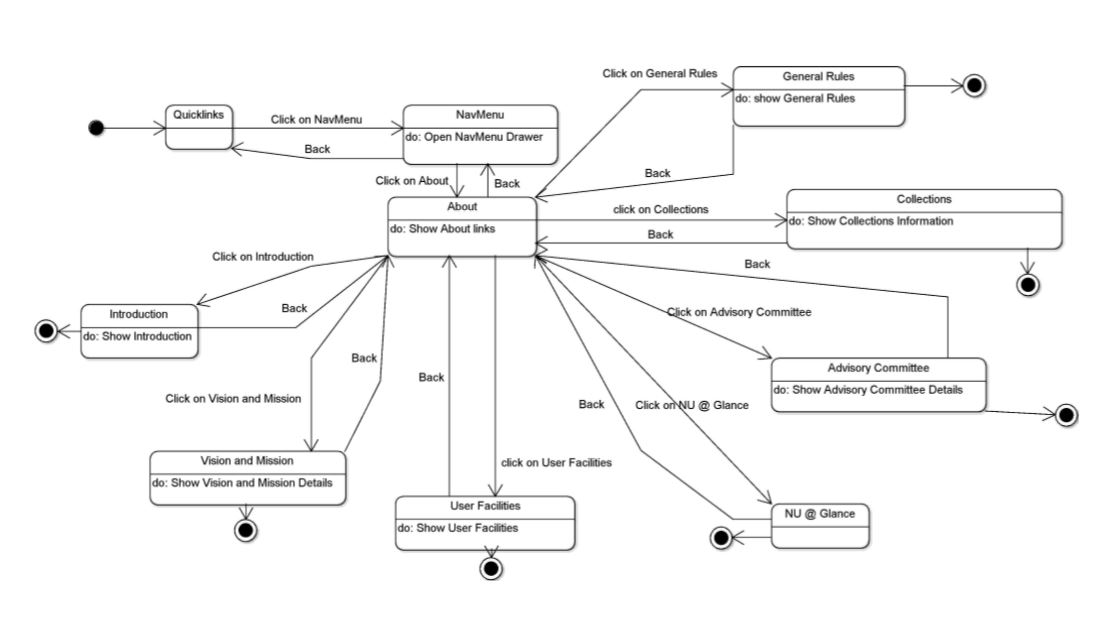 Click on General Rules
General Rules
do: show General Rules
Quicklinks
Click on NavMenu
NavMenu
do: Open NavMenu Drawer
Back
Click on About
Back
Back
About
do: Show About links
click on Collections
Back
Collections
do: Show Collections Information
Click on Introduction
Back
Back
Introduction
do: Show Introduction
Click on Advisory Committee
Back
Advisory Committee
do: Show Advisory Committee Details
Back
Click on Vision and Mission
Back
Click on NU @ Glance
Vision and Mission
do: Show Vision and Mission Details
click on User Facilities
User Facilities
do: Show User Facilities
NU @ Glance